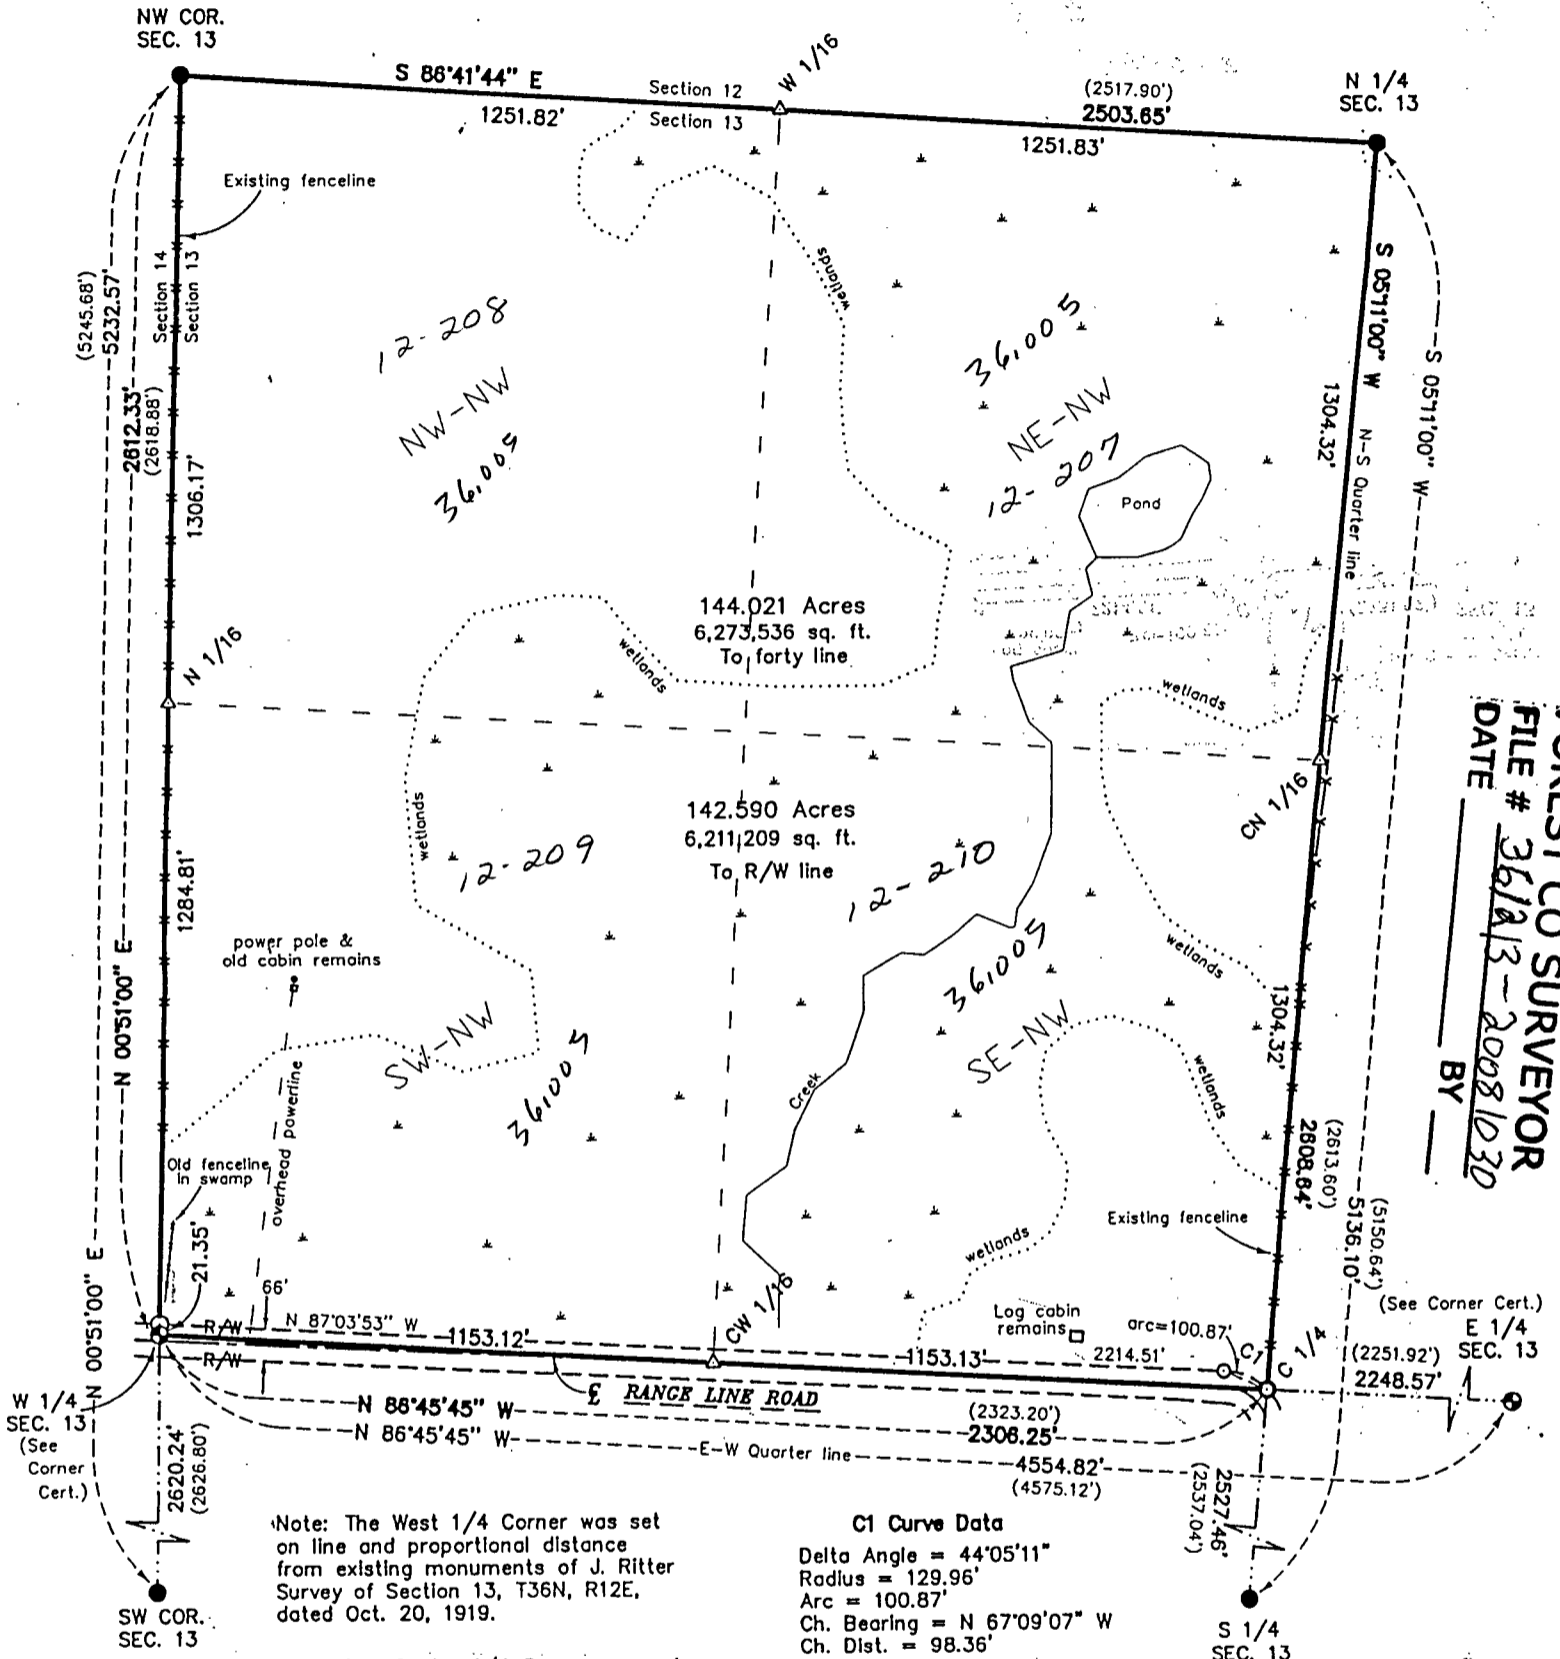 NW COR.
SEC. 13
S 86°41'44" E
1251.82'
Section 12
Section 13
W 1/16
(2517.90')
2503.65'
1251.83'
N 1/4
SEC. 13
Existing fenceline
Section 14
Section 13
(5245.68')
5232.57'
2612.33'
(2618.88')
1306.17'
12-208
NW-NW
36,005
wetlands
36,005
NE-NW
12-207
Pond
S 05°11'00" W
N-S Quarter line
1304.32'
S 05°11'00" W
N 1/16
144.021 Acres
6,273,536 sq. ft.
To forty line
wetlands
wetlands
CN 1/16
CO SURVEYOR
FILE # 361213-20081030
DATE
BY
142.590 Acres
6,211,209 sq. ft.
To R/W line
wetlands
12-209
12-210
1284.81'
power pole &
old cabin remains
SW-NW
36,005
36,005
SE-NW
wetlands
wetlands
1304.32'
N 00°51'00" E
N 00°51'00" E
overhead powerline
Old fenceline
in swamp
21.35'
66'
Creek
wetlands
Existing fenceline
(2613.60')
2608.64'
(5150.64')
5136.10'
R/W
N 87°03'53" W
1153.12'
R/W
CW 1/16
Log cabin
remains
arc=100.87'
1153.13'
2214.51'
C1
C 1/4
(See Corner Cert.)
E 1/4
SEC. 13
(2251.92')
2248.57'
W 1/4
SEC. 13
(See
Corner
Cert.)
℄ RANGE LINE ROAD
N 86°45'45" W
(2323.20')
2306.25'
N 86°45'45" W
E-W Quarter line
4554.82'
(4575.12')
2620.24'
(2626.80')
2527.46'
(2537.04')
SW COR.
SEC. 13
Note: The West 1/4 Corner was set
on line and proportional distance
from existing monuments of J. Ritter
Survey of Section 13, T36N, R12E,
dated Oct. 20, 1919.
C1 Curve Data
Delta Angle = 44°05'11"
Radius = 129.96'
Arc = 100.87'
Ch. Bearing = N 67°09'07" W
Ch. Dist. = 98.36'
S 1/4
SEC. 13